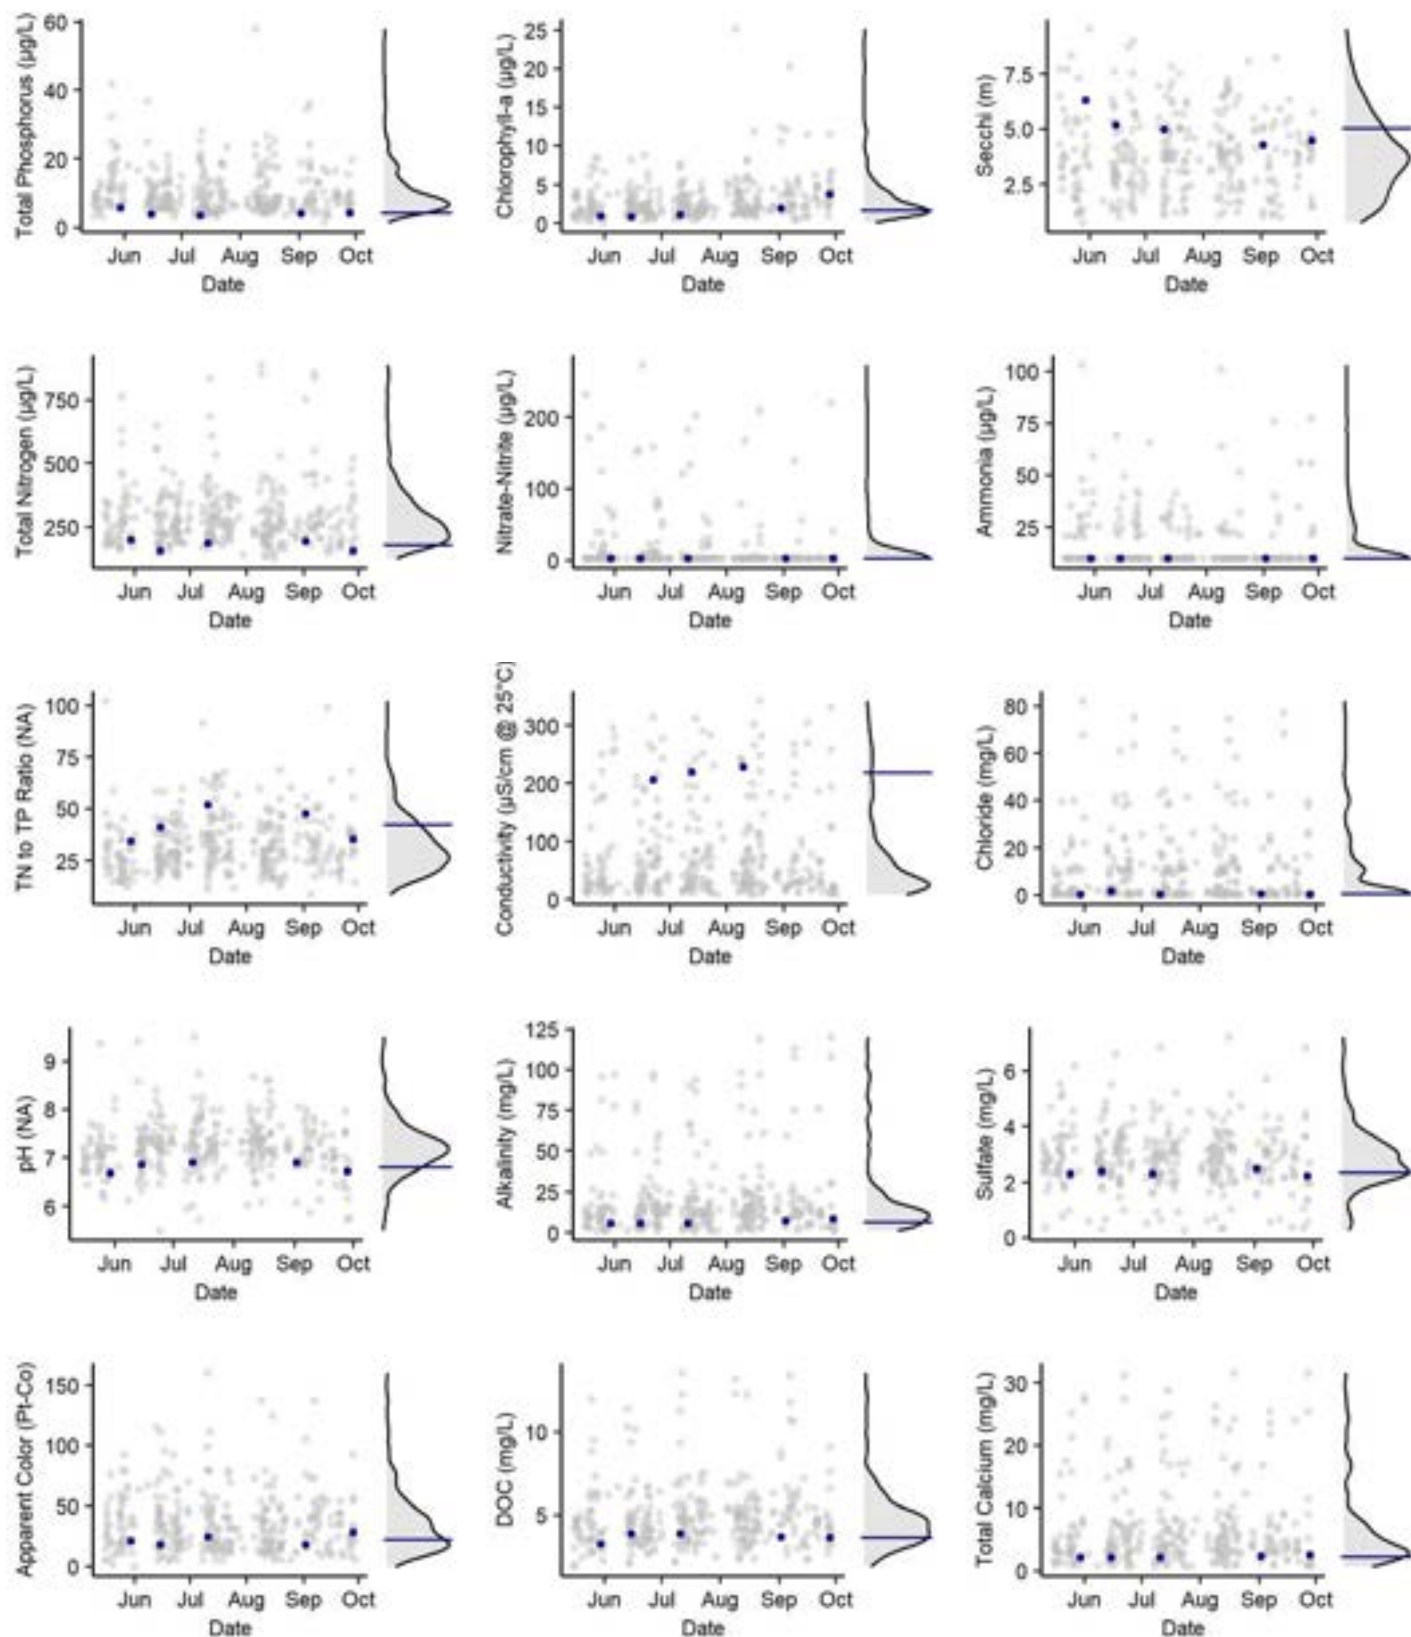 Total Phosphorus (µg/L)
60
40
20
0
Jun Jul Aug Sep Oct
Date
Chlorophyll-a (µg/L)
25
20
15
10
5
0
Jun Jul Aug Sep Oct
Date
Secchi (m)
7.5
5.0
2.5
Jun Jul Aug Sep Oct
Date
Total Nitrogen (µg/L)
750
500
250
Jun Jul Aug Sep Oct
Date
Nitrate-Nitrite (µg/L)
200
100
0
Jun Jul Aug Sep Oct
Date
Ammonia (µg/L)
100
75
50
25
Jun Jul Aug Sep Oct
Date
TN to TP Ratio (NA)
100
75
50
25
Jun Jul Aug Sep Oct
Date
Conductivity (µS/cm @ 25°C)
300
200
100
0
Jun Jul Aug Sep Oct
Date
Chloride (mg/L)
80
60
40
20
0
Jun Jul Aug Sep Oct
Date
pH (NA)
9
8
7
6
Jun Jul Aug Sep Oct
Date
Alkalinity (mg/L)
125
100
75
50
25
0
Jun Jul Aug Sep Oct
Date
Sulfate (mg/L)
6
4
2
0
Jun Jul Aug Sep Oct
Date
Apparent Color (Pt-Co)
150
100
50
0
Jun Jul Aug Sep Oct
Date
DOC (mg/L)
10
5
Jun Jul Aug Sep Oct
Date
Total Calcium (mg/L)
30
20
10
0
Jun Jul Aug Sep Oct
Date